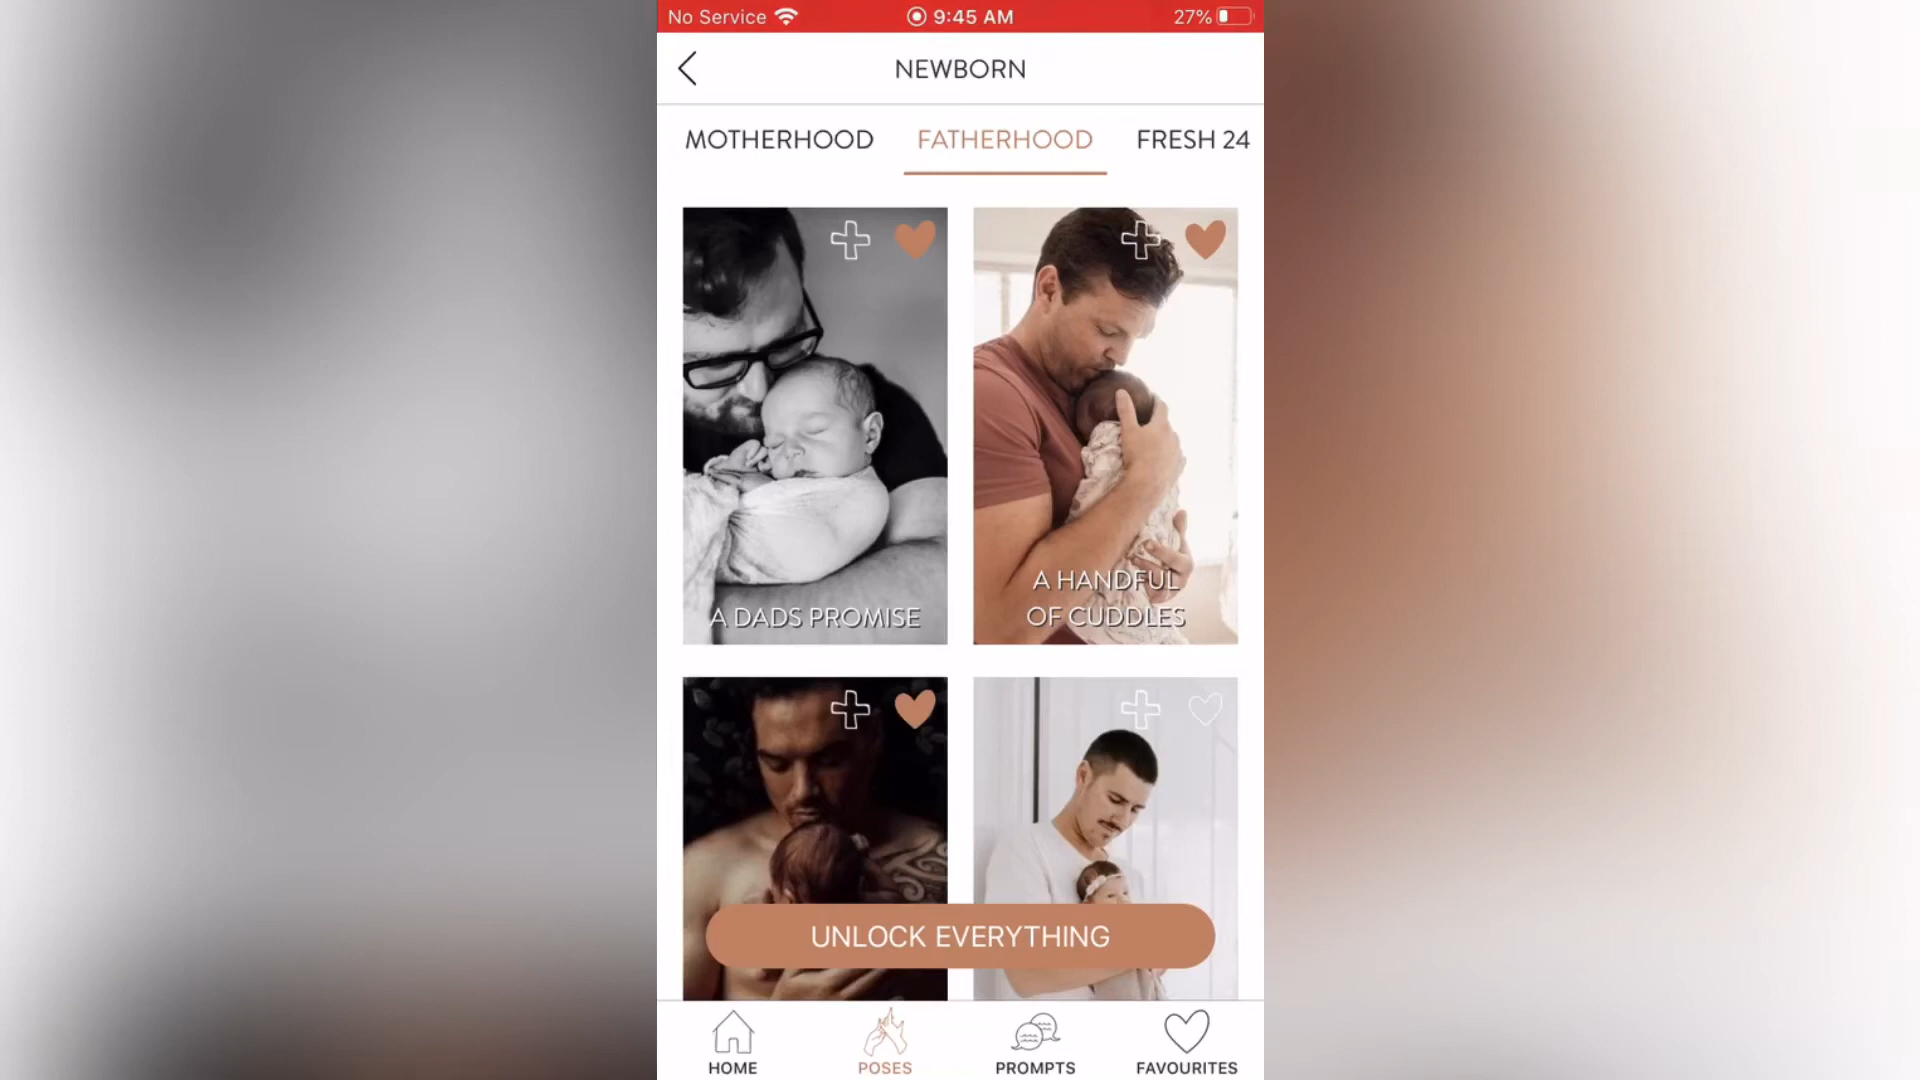 No Service 9:45 AM 27%
NEWBORN
MOTHERHOOD FATHERHOOD FRESH 24
A DADS PROMISE
A HANDFUL
OF CUDDLES
UNLOCK EVERYTHING
HOME POSES PROMPTS FAVOURITES